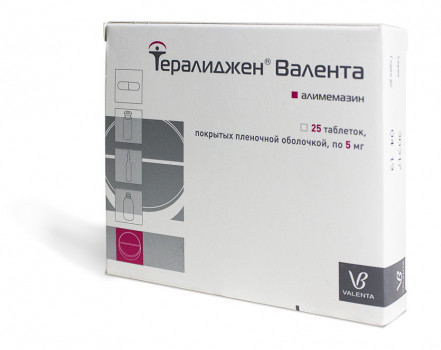 Тералиджен® Валента
алимемазин
25 таблеток,
покрытых пленочной оболочкой, по 5 мг
VALENTA